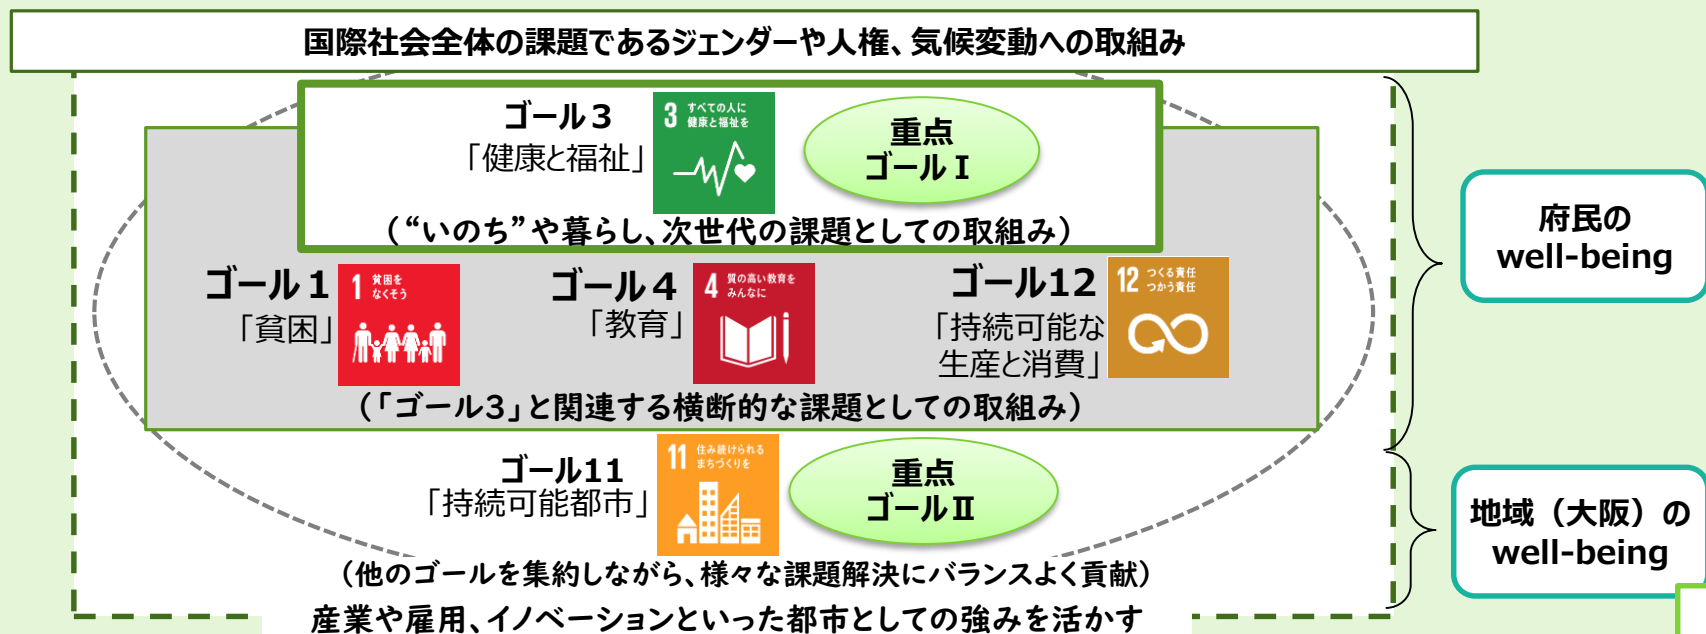 国際社会全体の課題であるジェンダーや人権、気候変動への取組み
ゴール３
「健康と福祉」
3 すべての人に
健康と福祉を
重点
ゴールⅠ
（“いのち”や暮らし、次世代の課題としての取組み）
ゴール１
「貧困」
1 貧困を
なくそう
ゴール４
「教育」
4 質の高い教育を
みんなに
ゴール12
「持続可能な
生産と消費」
12 つくる責任
つかう責任
（「ゴール3」と関連する横断的な課題としての取組み）
ゴール11
「持続可能都市」
11 住み続けられる
まちづくりを
重点
ゴールⅡ
（他のゴールを集約しながら、様々な課題解決にバランスよく貢献）
産業や雇用、イノベーションといった都市としての強みを活かす
府民の
well-being
地域（大阪）の
well-being